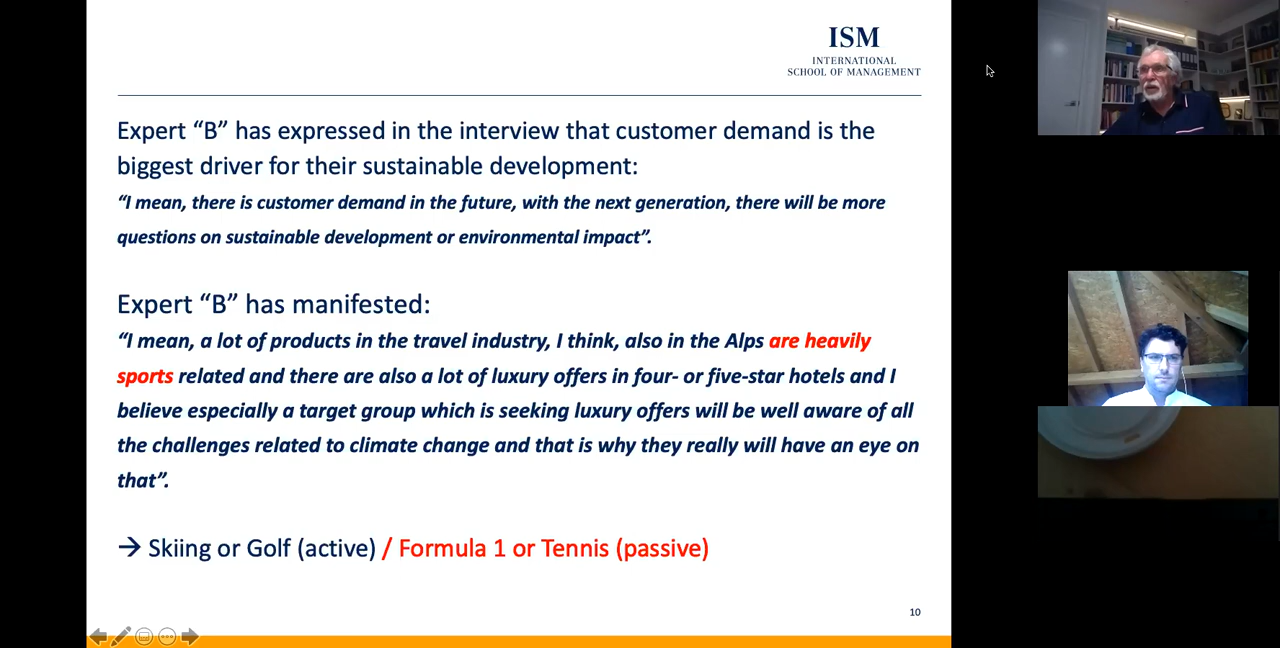 ISM
INTERNATIONAL
SCHOOL OF MANAGEMENT
Expert “B” has expressed in the interview that customer demand is the
biggest driver for their sustainable development:
“I mean, there is customer demand in the future, with the next generation, there will be more
questions on sustainable development or environmental impact”.
Expert “B” has manifested:
“I mean, a lot of products in the travel industry, I think, also in the Alps are heavily
sports related and there are also a lot of luxury offers in four- or five-star hotels and I
believe especially a target group which is seeking luxury offers will be well aware of all
the challenges related to climate change and that is why they really will have an eye on
that”.
→ Skiing or Golf (active) / Formula 1 or Tennis (passive)
10